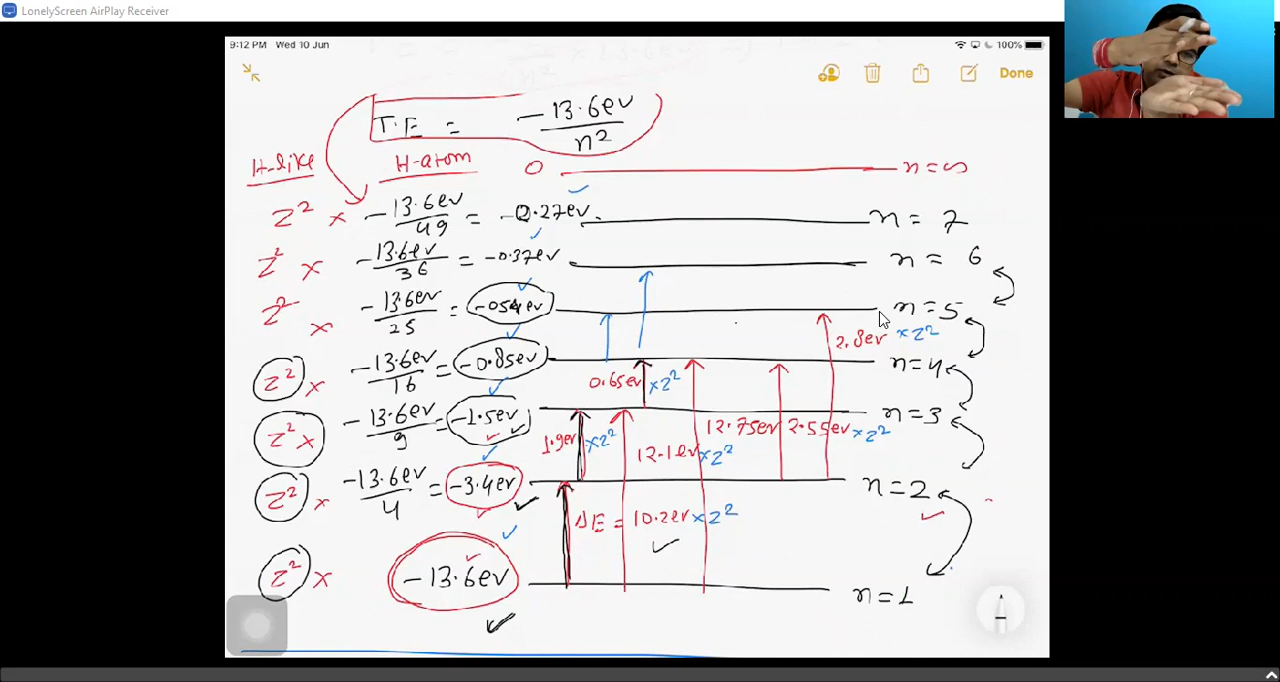 LonelyScreen AirPlay Receiver
9:12 PM Wed 10 Jun 100%
Done
T.E = -13.6ev / n²
H-like H-atom 0 n=∞
Z² × -13.6ev/49 = -0.27ev n = 7
Z² × -13.6ev/36 = -0.37ev n = 6
Z² × -13.6ev/25 = -0.54ev n=5
2.8ev ×Z²
Z² × -13.6ev/16 = -0.85ev n=4
0.65ev ×Z²
Z² × -13.6ev/9 = -1.5ev n=3
1.9ev ×Z² 12.1ev ×Z² 12.75ev 2.55ev ×Z²
Z² × -13.6ev/4 = -3.4ev n=2
ΔE = 10.2ev ×Z²
Z² × -13.6ev n=1